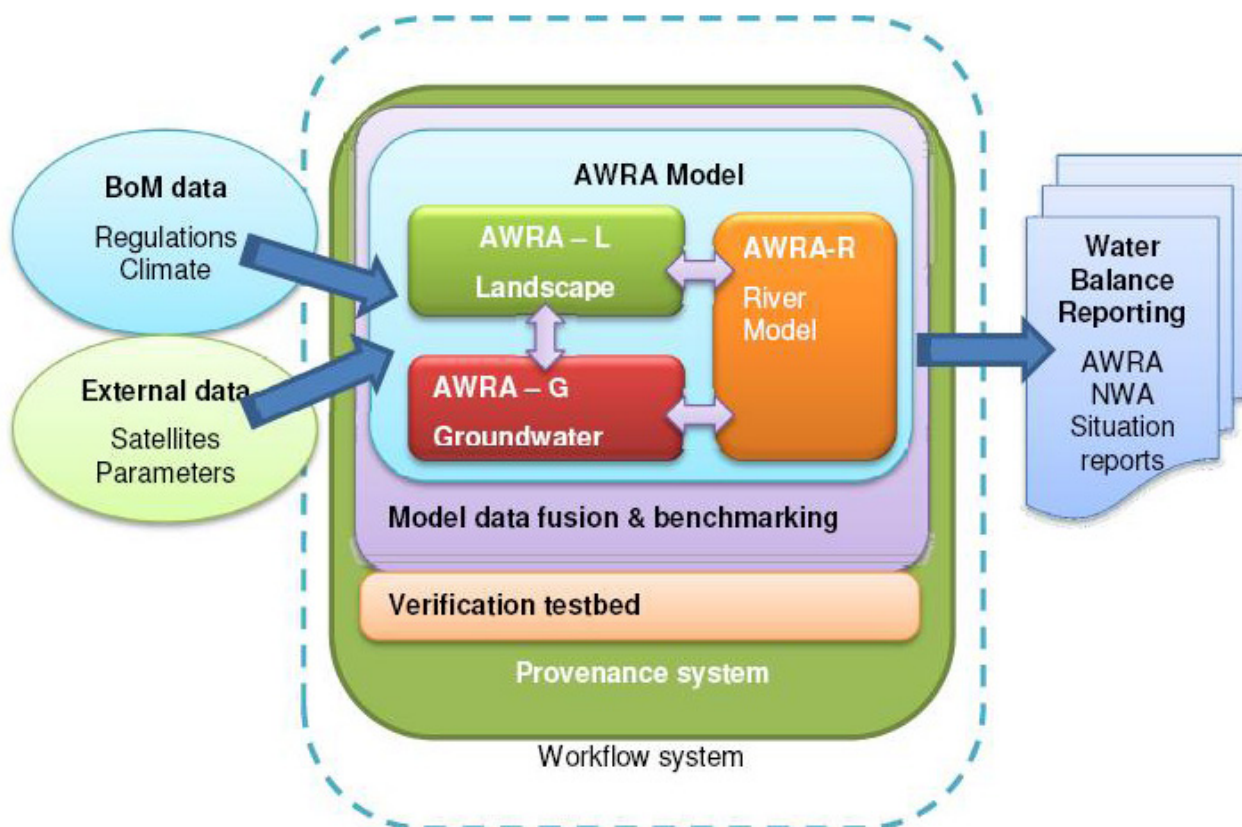 BoM data
Regulations
Climate
External data
Satellites
Parameters
AWRA Model
AWRA – L
Landscape
AWRA-R
River
Model
AWRA – G
Groundwater
Model data fusion & benchmarking
Verification testbed
Provenance system
Workflow system
Water
Balance
Reporting
AWRA
NWA
Situation
reports